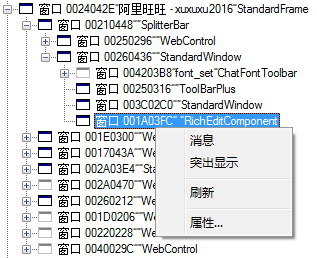 窗口 0024042E"阿里旺旺 - xuxuxu2016"StandardFrame
窗口 00210448""SplitterBar
窗口 00250296""WebControl
窗口 00260436""StandardWindow
窗口 004203B8"font_set"ChatFontToolbar
窗口 00250316""ToolBarPlus
窗口 003C02C0""StandardWindow
窗口 001A03FC""RichEditComponent
窗口 001E0300""We
窗口 0017043A""We
窗口 002A03E4""Sta
窗口 002A0470""We
窗口 00260212""We
窗口 001D0206""We
窗口 00220228""We
窗口 0040029C""WebControl
消息
突出显示
刷新
属性...